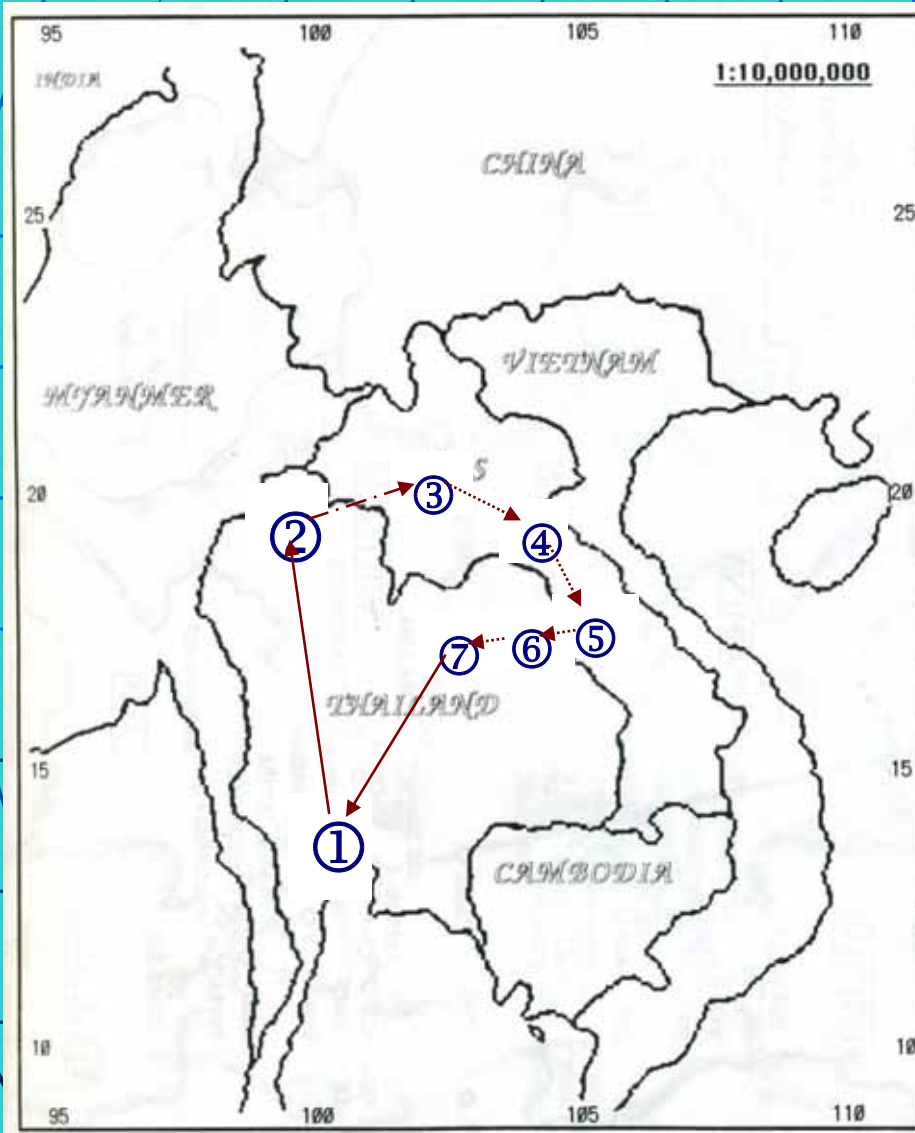 95 100 105 110
INDIA
1:10,000,000
CHINA
25 25
VIETNAM
MYANMER
S
20 20
③
②
④
⑤
⑥
⑦
THAILAND
15 15
①
CAMBODIA
10 10
95 100 105 110